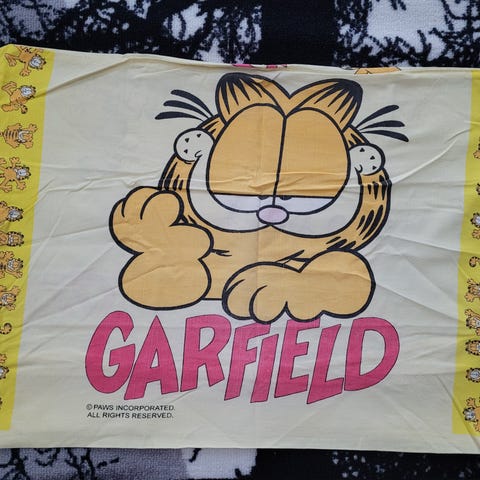 GARFIELD
© PAWS INCORPORATED.
ALL RIGHTS RESERVED.